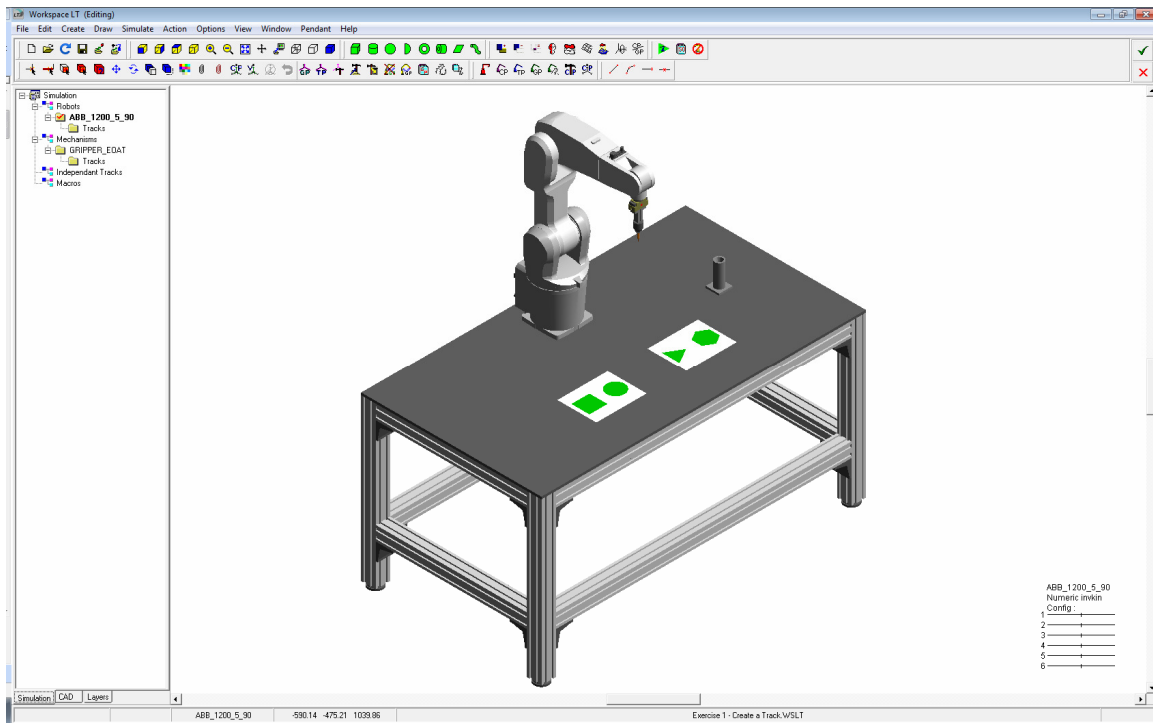 Workspace LT (Editing)
File Edit Create Draw Simulate Action Options View Window Pendant Help
Simulation
Robots
ABB_1200_5_90
Tracks
Mechanisms
GRIPPER_EOAT
Tracks
Independant Tracks
Macros
ABB_1200_5_90
Numeric invkin
Config :
1
2
3
4
5
6
Simulation CAD Layers
ABB_1200_5_90 -590.14 -475.21 1039.86 Exercise 1 - Create a Track.WSLT